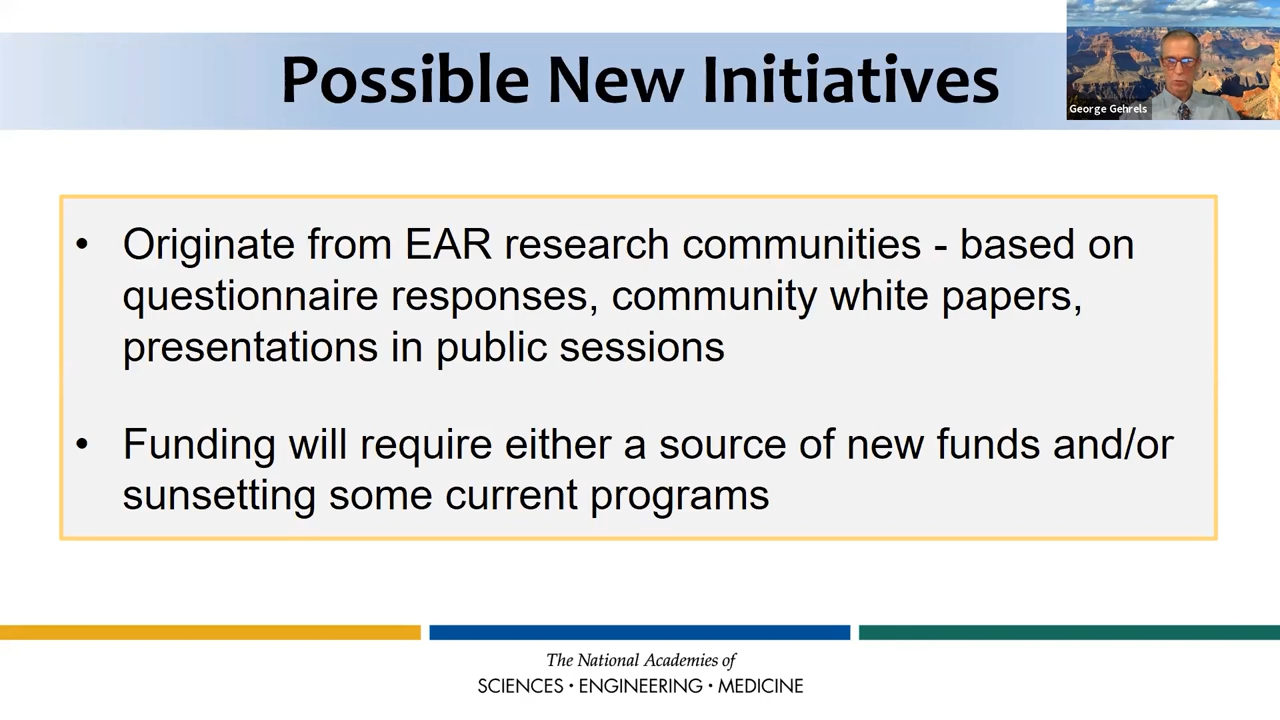 Possible New Initiatives
George Gehrels
• Originate from EAR research communities - based on
questionnaire responses, community white papers,
presentations in public sessions
• Funding will require either a source of new funds and/or
sunsetting some current programs
The National Academies of
SCIENCES · ENGINEERING · MEDICINE